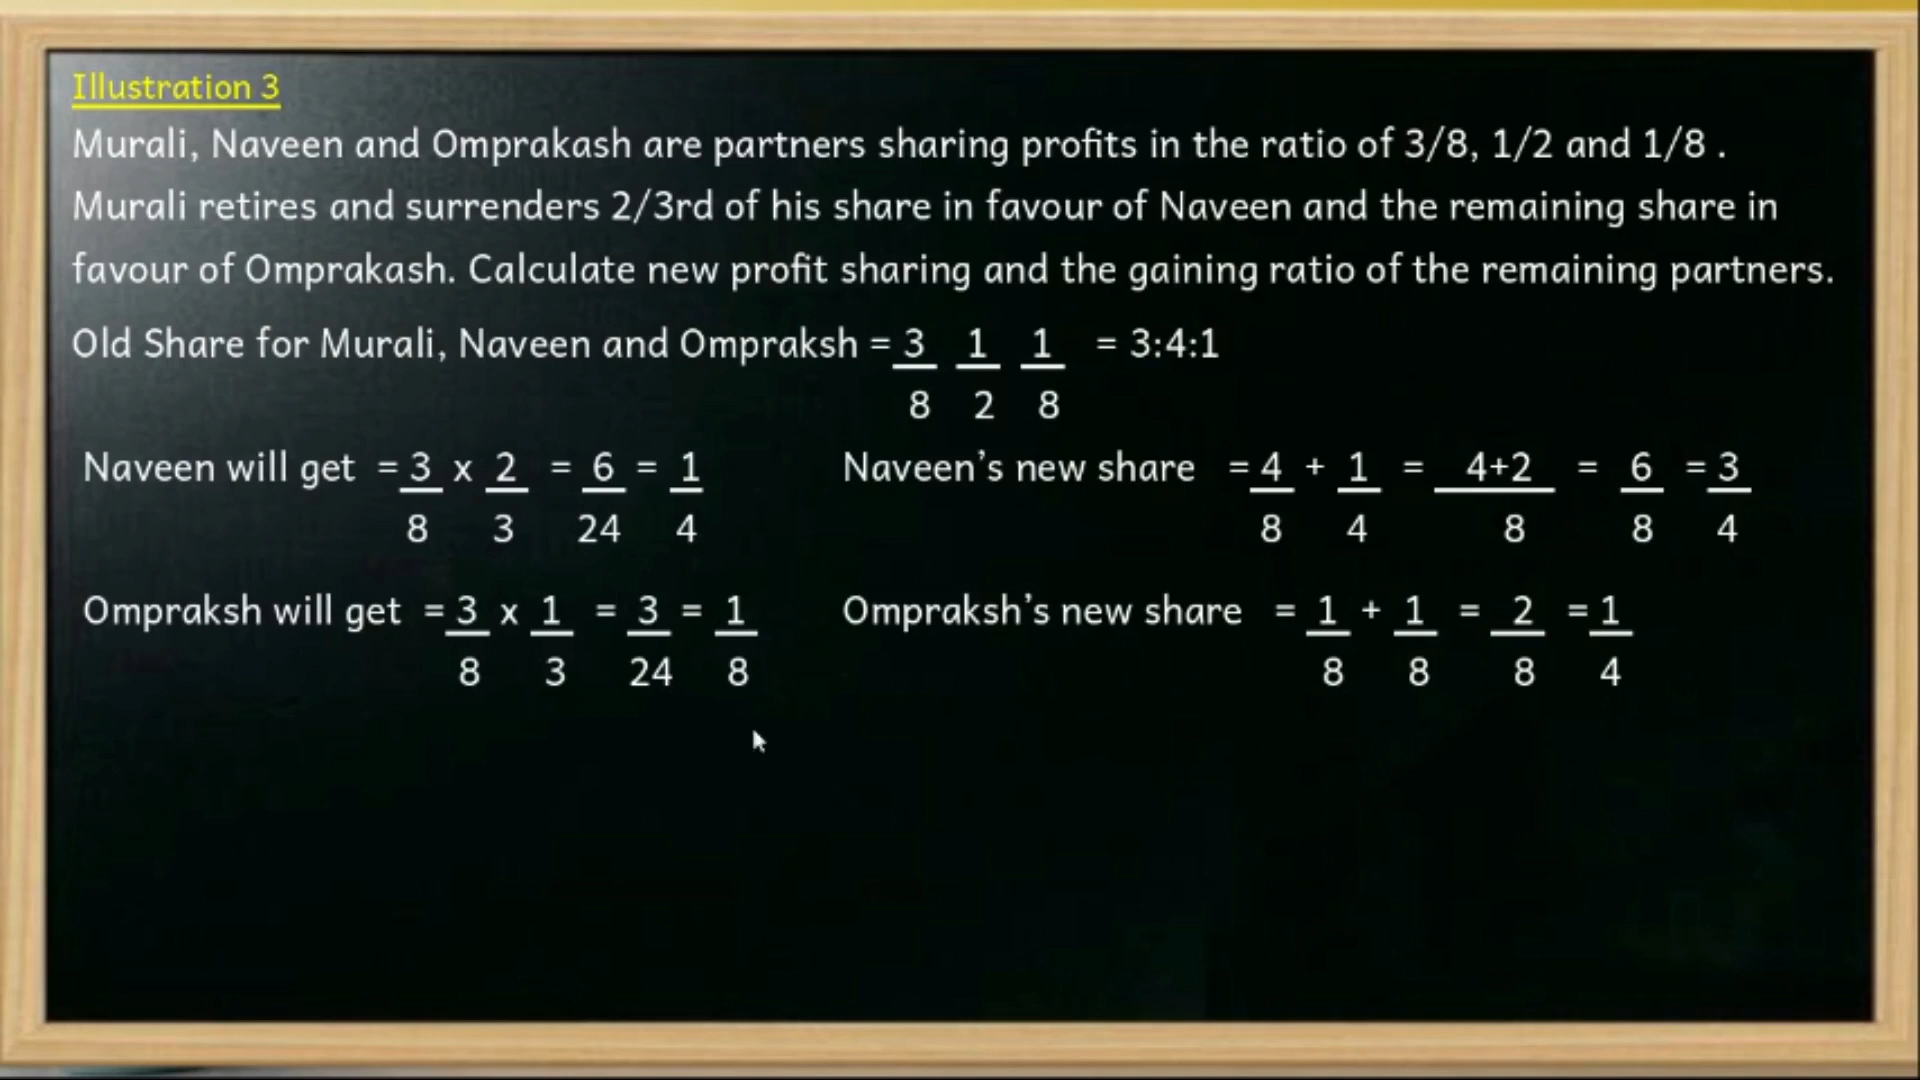 Illustration 3
Murali, Naveen and Omprakash are partners sharing profits in the ratio of 3/8, 1/2 and 1/8 .
Murali retires and surrenders 2/3rd of his share in favour of Naveen and the remaining share in
favour of Omprakash. Calculate new profit sharing and the gaining ratio of the remaining partners.
Old Share for Murali, Naveen and Ompraksh = 3 1 1 = 3:4:1
8 2 8
Naveen will get = 3 x 2 = 6 = 1 Naveen's new share = 4 + 1 = 4+2 = 6 = 3
8 3 24 4 8 4 8 8 4
Ompraksh will get = 3 x 1 = 3 = 1 Ompraksh's new share = 1 + 1 = 2 = 1
8 3 24 8 8 8 8 4